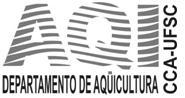 AQI
DEPARTAMENTO DE AQÜICULTURA
CCA-UFSC